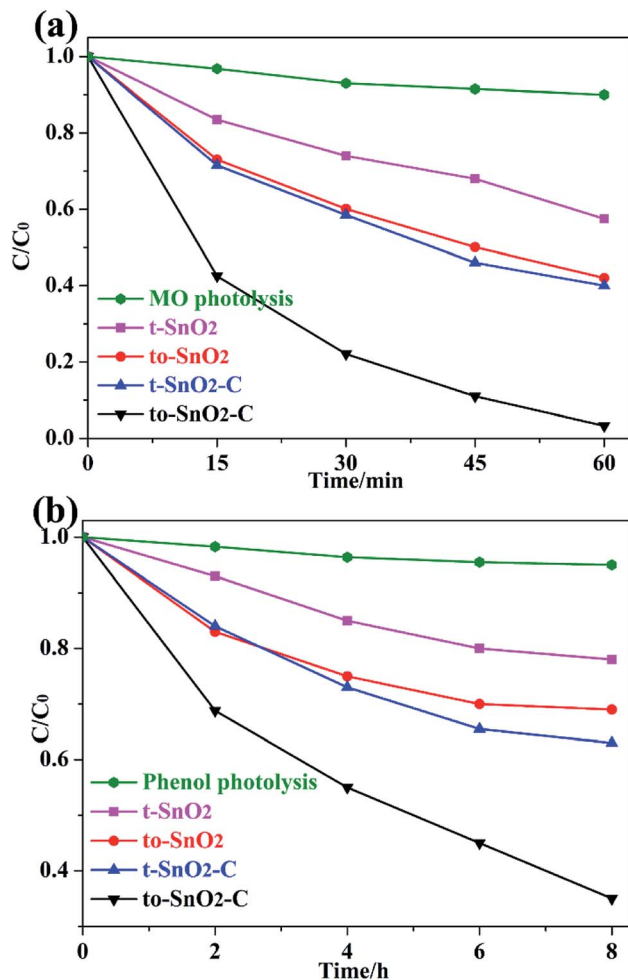 (a)
1.0
0.8
0.6
0.4
0.2
0.0
C/C0
MO photolysis
t-SnO2
to-SnO2
t-SnO2-C
to-SnO2-C
0 15 30 45 60
Time/min
(b)
1.0
0.8
0.6
0.4
C/C0
Phenol photolysis
t-SnO2
to-SnO2
t-SnO2-C
to-SnO2-C
0 2 4 6 8
Time/h